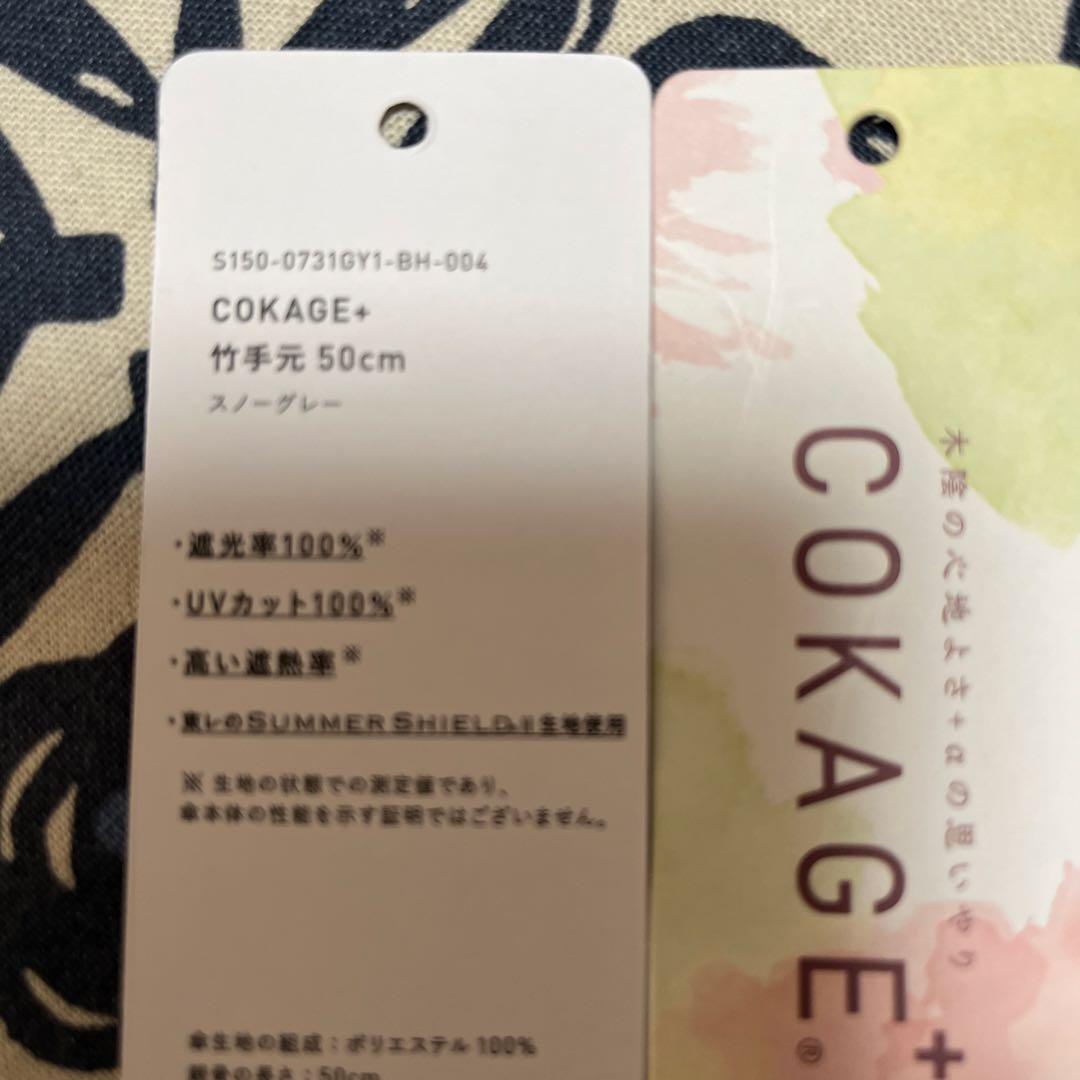 S150-0731GY1-BH-004
COKAGE+
竹手元 50cm
スノーグレー
・遮光率100%※
・UVカット100%※
・高い遮熱率※
・東レのSUMMER SHIELD®II生地使用
※ 生地の状態での測定値であり、
傘本体の性能を示す証明ではございません。
傘生地の組成：ポリエステル100%
親骨の長さ：50cm
木陰の心地よさ+αの思いやり
COKAGE+®